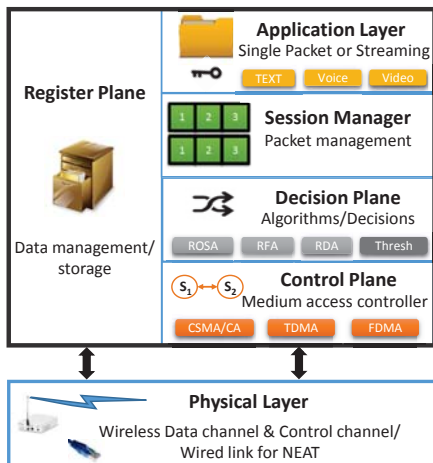 Register Plane
Data management/
storage
Application Layer
Single Packet or Streaming
TEXT Voice Video
1 2 3
1 2 3
Session Manager
Packet management
Decision Plane
Algorithms/Decisions
ROSA RFA RDA Thresh
S1 S2
Control Plane
Medium access controller
CSMA/CA TDMA FDMA
Physical Layer
Wireless Data channel & Control channel/
Wired link for NEAT